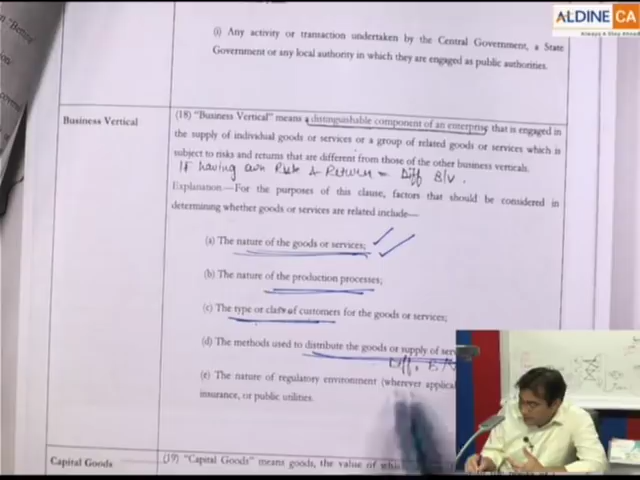 ALDINE CA
Always A Step Ahead
(i) Any activity or transaction undertaken by the Central Government, a State
Government or any local authority in which they are engaged as public authorities.
Business Vertical
(18) "Business Vertical" means a distinguishable component of an enterprise that is engaged in
the supply of individual goods or services or a group of related goods or services which is
subject to risks and returns that are different from those of the other business verticals.
If having own Risk & Return = Diff B/V.
Explanation—For the purposes of this clause, factors that should be considered in
determining whether goods or services are related include—
(a) The nature of the goods or services;
(b) The nature of the production processes;
(c) The type or class of customers for the goods or services;
(d) The methods used to distribute the goods or supply of
Diff. B/V
(e) The nature of regulatory environment (wherever
insurance, or public utilities.
Capital Goods
(19) "Capital Goods" means goods, the value of